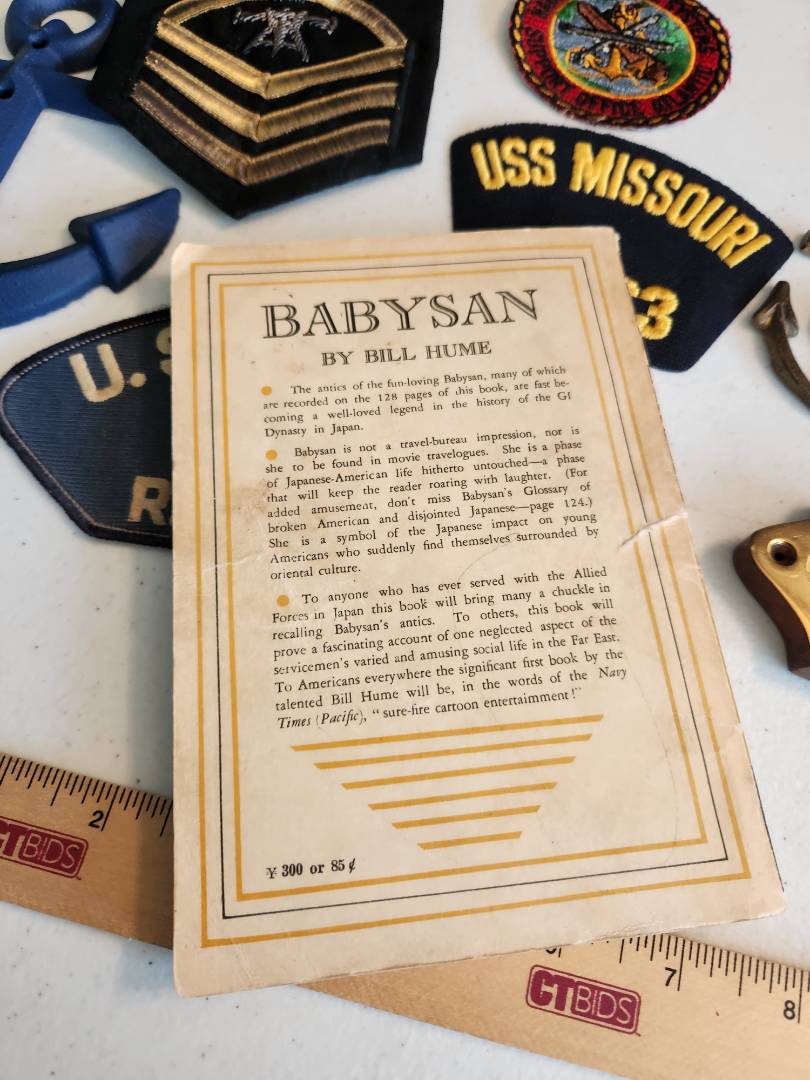 SUPPORT OFFICE
USS MISSOURI
63
U. S
R
BABYSAN
BY BILL HUME
The antics of the fun-loving Babysan, many of which
are recorded on the 128 pages of this book, are fast be-
coming a well-loved legend in the history of the GI
Dynasty in Japan.
Babysan is not a travel-bureau impression, nor is
she to be found in movie travelogues. She is a phase
of Japanese-American life hitherto untouched—a phase
that will keep the reader roaring with laughter. (For
added amusement, don't miss Babysan's Glossary of
broken American and disjointed Japanese—page 124.)
She is a symbol of the Japanese impact on young
Americans who suddenly find themselves surrounded by
oriental culture.
To anyone who has ever served with the Allied
Forces in Japan this book will bring many a chuckle in
recalling Babysan's antics. To others, this book will
prove a fascinating account of one neglected aspect of the
servicemen's varied and amusing social life in the Far East.
To Americans everywhere the significant first book by the
talented Bill Hume will be, in the words of the Navy
Times (Pacific), "sure-fire cartoon entertainment!"
¥ 300 or 85 ¢
2
CTBIDS
7
8
CTBIDS